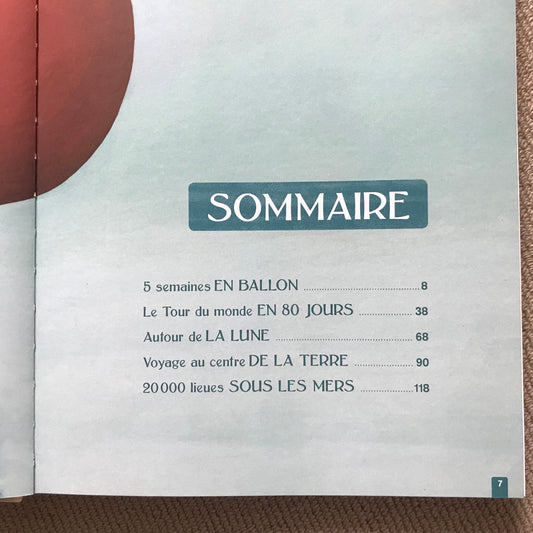 SOMMAIRE
5 semaines EN BALLON ........................................ 8
Le Tour du monde EN 80 JOURS .................... 38
Autour de LA LUNE .................................................. 68
Voyage au centre DE LA TERRE ........................ 90
20 000 lieues SOUS LES MERS .................... 118
7